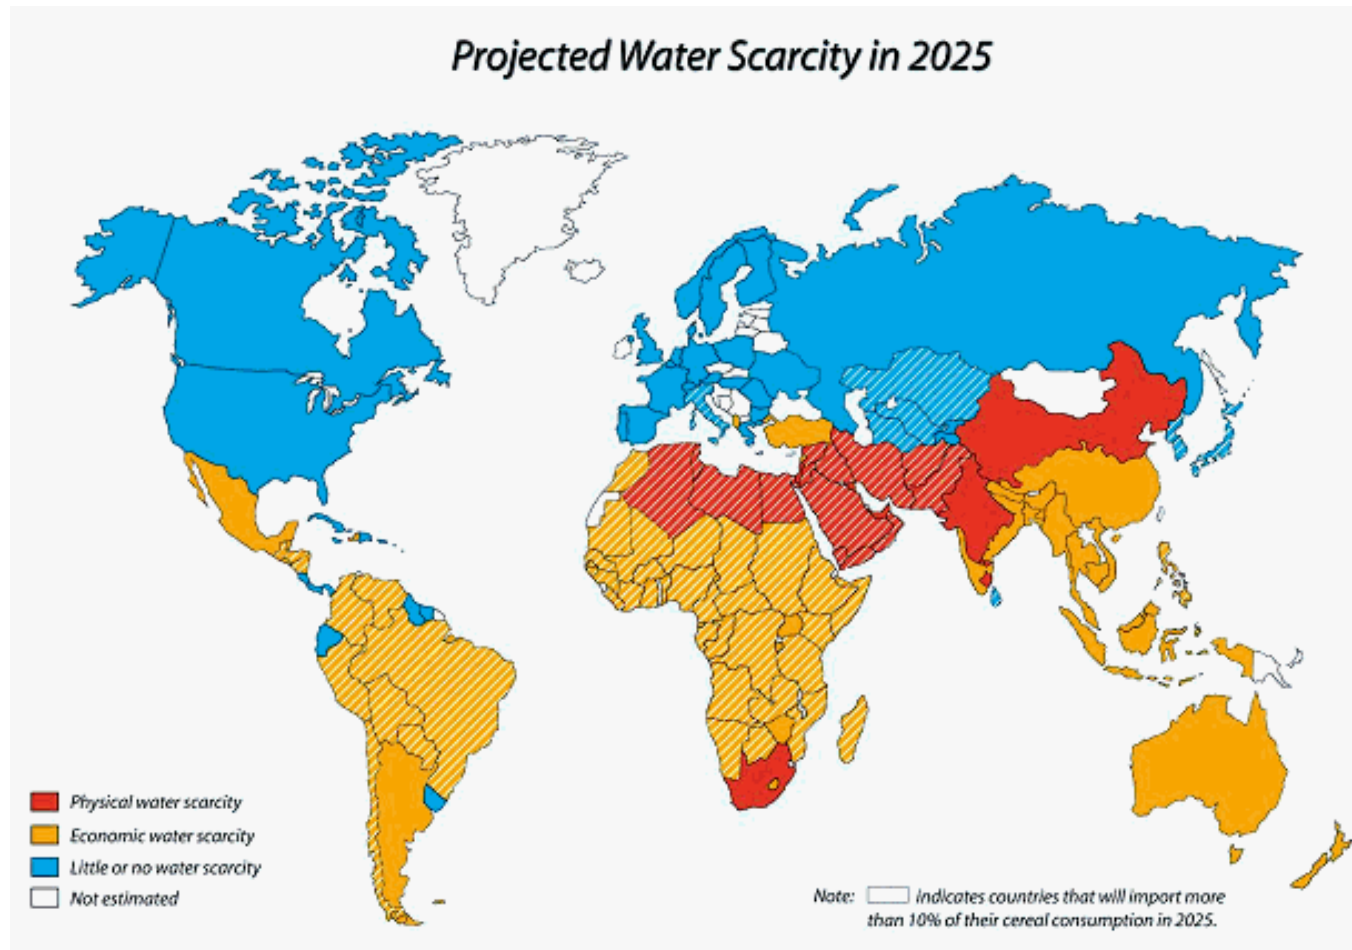 Projected Water Scarcity in 2025
Physical water scarcity
Economic water scarcity
Little or no water scarcity
Not estimated
Note: indicates countries that will import more
than 10% of their cereal consumption in 2025.